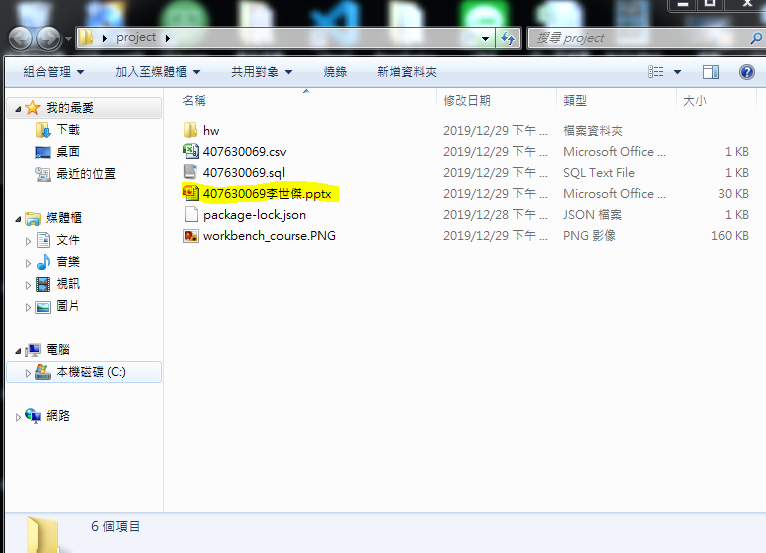 project
搜尋 project
組合管理 加入至媒體櫃 共用對象 燒錄 新增資料夾
我的最愛
下載
桌面
最近的位置
媒體櫃
文件
音樂
視訊
圖片
電腦
本機磁碟 (C:)
網路
名稱 修改日期 類型 大小
hw 2019/12/29 下午 ... 檔案資料夾
407630069.csv 2019/12/29 下午 ... Microsoft Office ... 1 KB
407630069.sql 2019/12/29 下午 ... SQL Text File 1 KB
407630069李世傑.pptx 2019/12/29 下午 ... Microsoft Office ... 30 KB
package-lock.json 2019/12/28 下午 ... JSON 檔案 1 KB
workbench_course.PNG 2019/12/29 下午 ... PNG 影像 160 KB
6 個項目